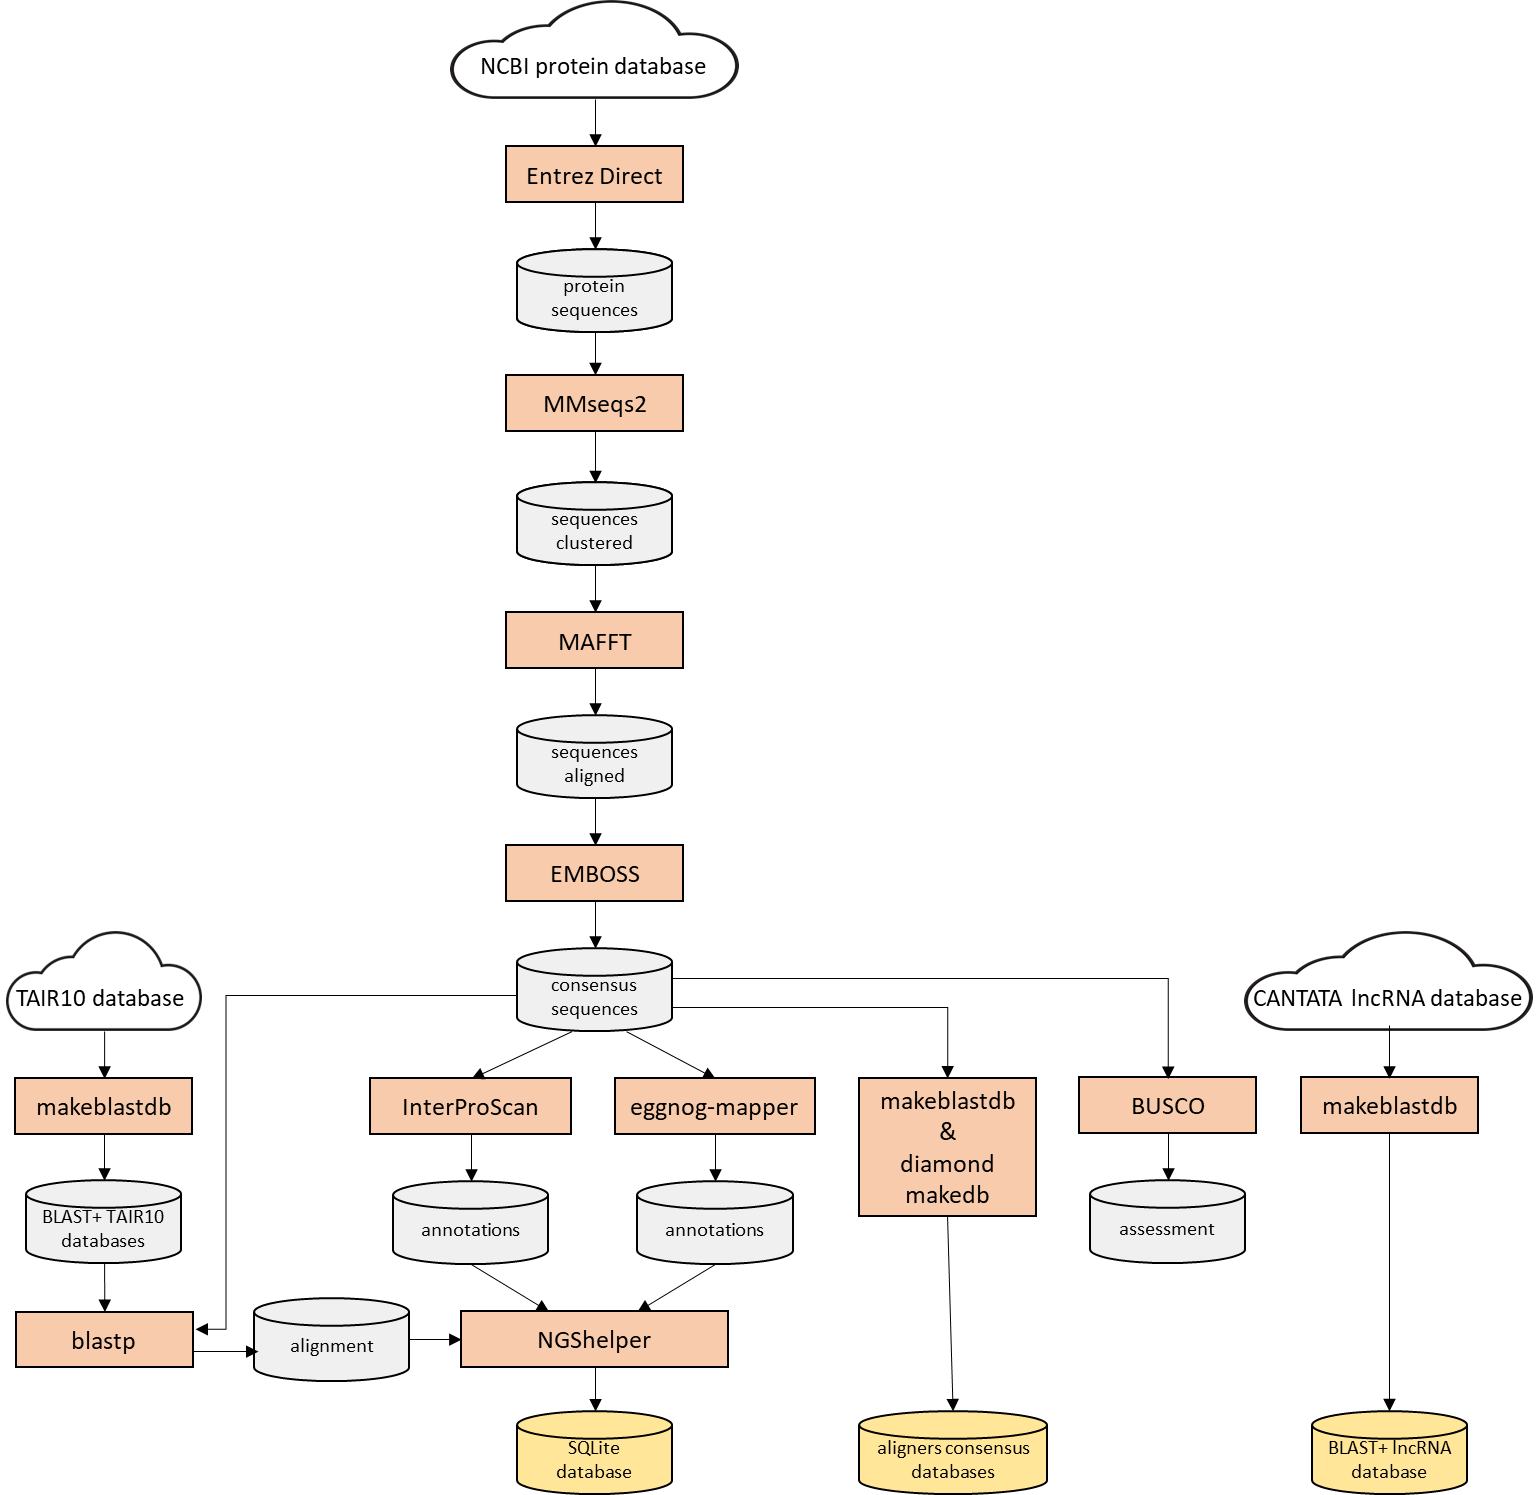 NCBI protein database
Entrez Direct
protein
sequences
MMseqs2
sequences
clustered
MAFFT
sequences
aligned
EMBOSS
consensus
sequences
TAIR10 database
CANTATA lncRNA database
makeblastdb
InterProScan
eggnog-mapper
makeblastdb
&
diamond
makedb
BUSCO
makeblastdb
BLAST+ TAIR10
databases
annotations
annotations
assessment
blastp
alignment
NGShelper
SQLite
database
aligners consensus
databases
BLAST+ lncRNA
database